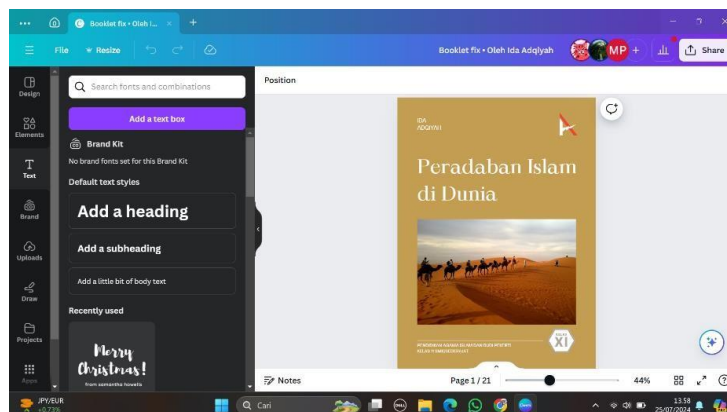 Booklet fix • Oleh I...
File
Resize
Booklet fix • Oleh Ida Adqiyah
MP
Share
Design
Elements
Text
Brand
Uploads
Draw
Projects
Apps
Search fonts and combinations
Add a text box
Brand Kit
No brand fonts set for this Brand Kit
Default text styles
Add a heading
Add a subheading
Add a little bit of body text
Recently used
Merry
Christmas!
from samantha howells
Position
IDA
ADQIYAH
Peradaban Islam
di Dunia
XI
Notes
Page 1 / 21
44%
JPY/EUR
+0.73%
Cari
13.58
25/07/2024